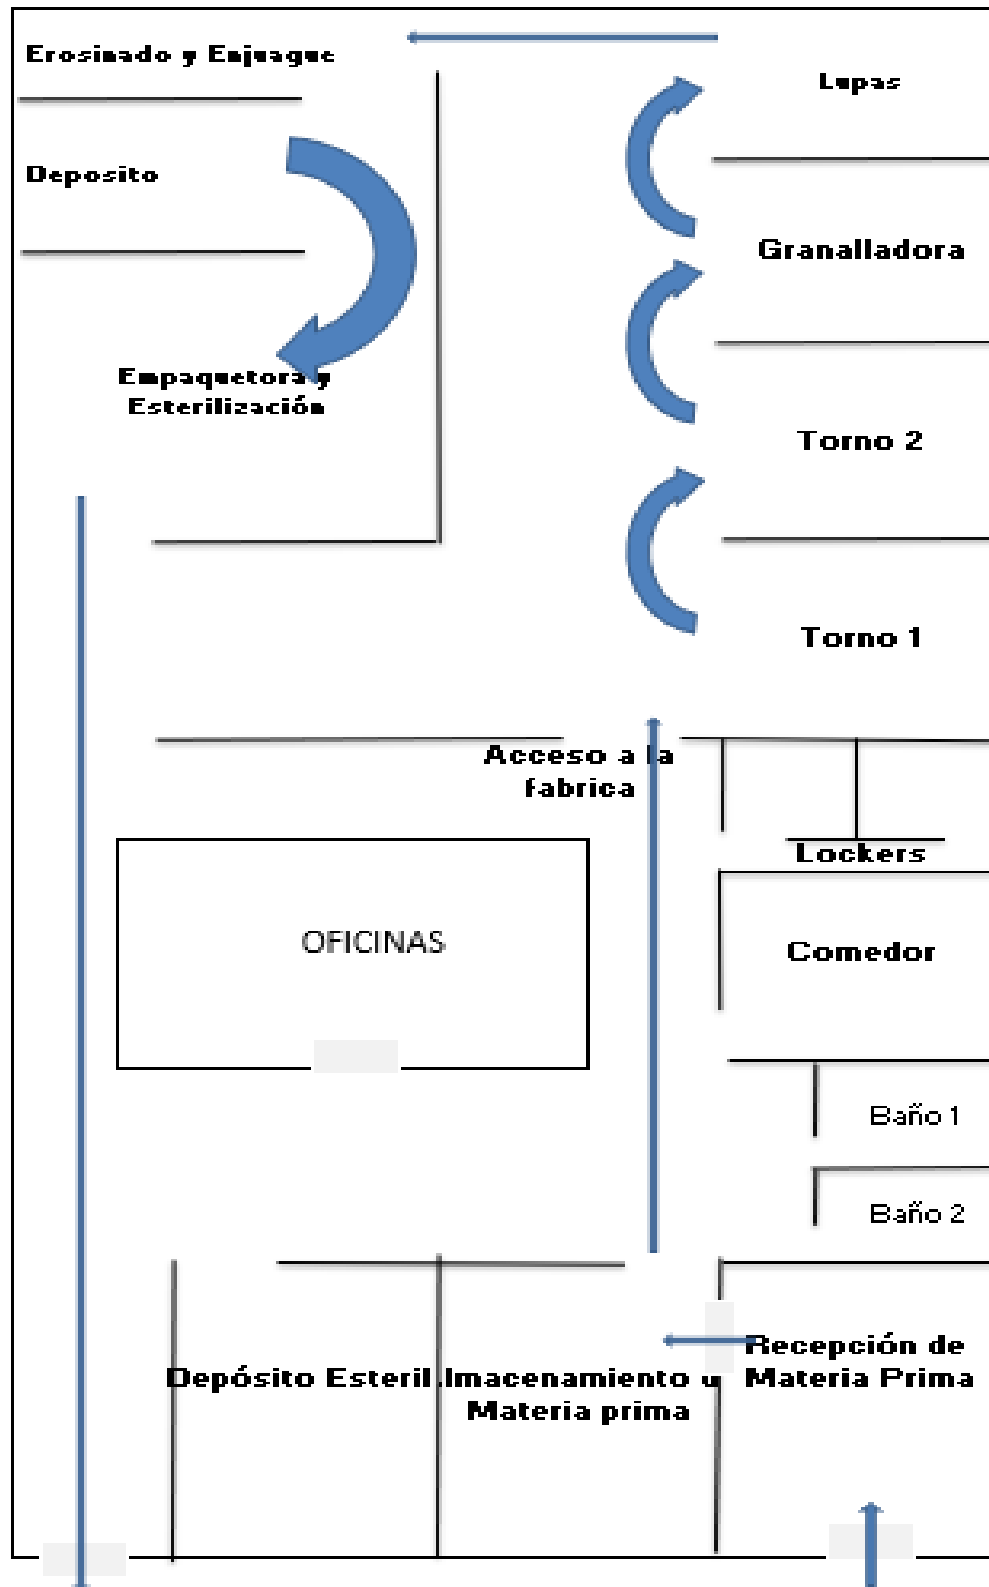 Erosinado y Enjuague
Lupas
Deposito
Granalladora
Empaquetora y
Esterilización
Torno 2
Torno 1
Acceso a la
fabrica
Lockers
OFICINAS
Comedor
Baño 1
Baño 2
Recepción de
Materia Prima
Depósito Esteril
lmacenamiento
Materia prima